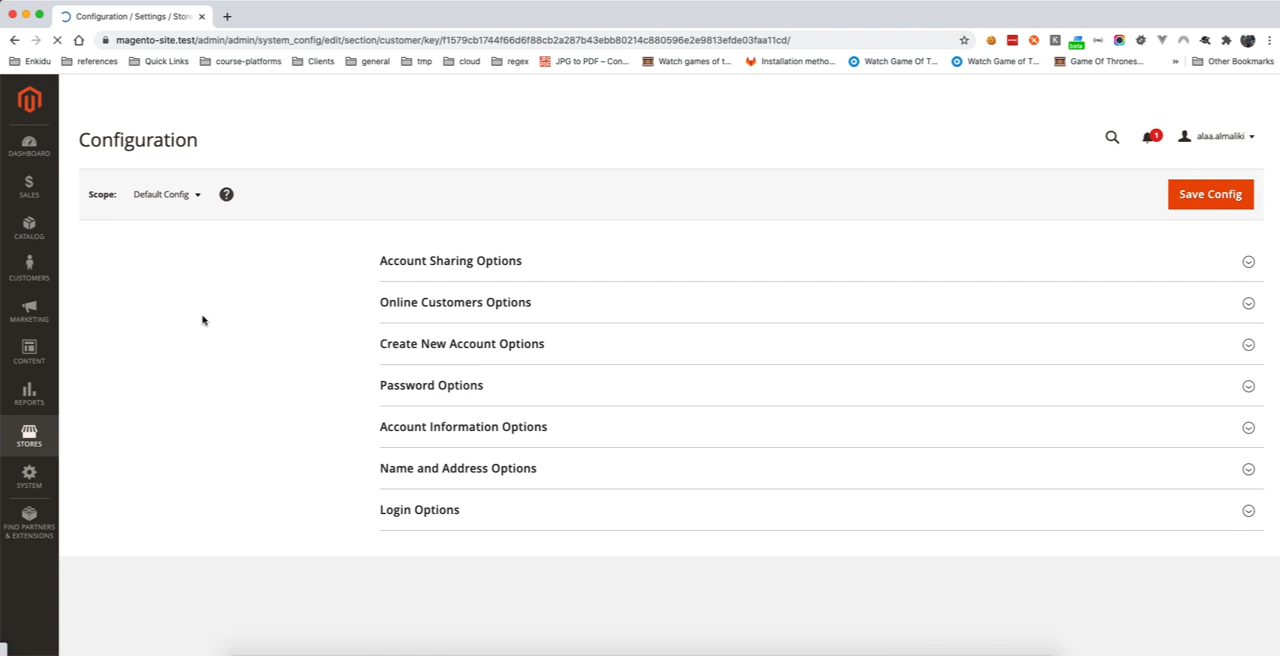 Configuration / Settings / Store
magento-site.test/admin/admin/system_config/edit/section/customer/key/f1579cb1744f66d6f88cb2a287b43ebb80214c880596e2e9813efde03faa11cd/
beta
Enkidu references Quick Links course-platforms Clients general tmp cloud regex JPG to PDF – Con... Watch games of t... Installation metho... Watch Game Of T... Watch Game of T... Game Of Thrones... » Other Bookmarks
Configuration
1
alaa.almaliki
Scope: Default Config ?
Save Config
DASHBOARD
$
SALES
CATALOG
CUSTOMERS
MARKETING
CONTENT
REPORTS
STORES
SYSTEM
FIND PARTNERS
& EXTENSIONS
Account Sharing Options
Online Customers Options
Create New Account Options
Password Options
Account Information Options
Name and Address Options
Login Options